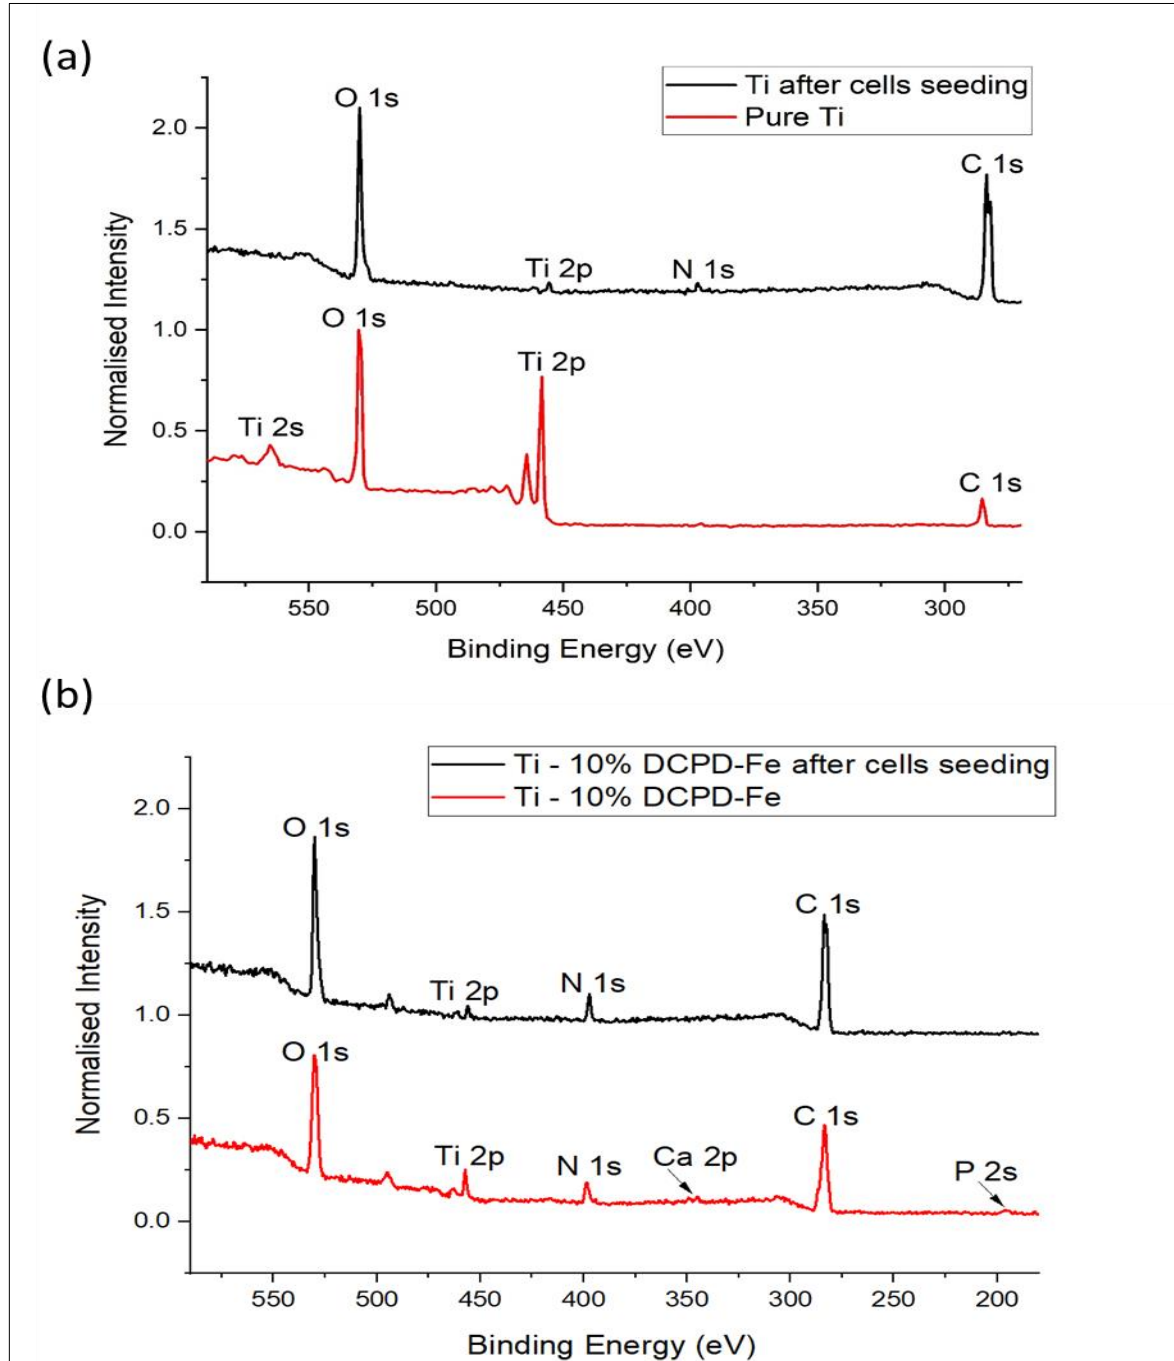 (a)
Ti after cells seeding
Pure Ti
O 1s
C 1s
Ti 2p
N 1s
O 1s
Ti 2p
Ti 2s
C 1s
2.0
1.5
1.0
0.5
0.0
Normalised Intensity
550
500
450
400
350
300
Binding Energy (eV)
(b)
Ti - 10% DCPD-Fe after cells seeding
Ti - 10% DCPD-Fe
O 1s
C 1s
Ti 2p
N 1s
O 1s
Ti 2p
N 1s
Ca 2p
C 1s
P 2s
2.0
1.5
1.0
0.5
0.0
Normalised Intensity
550
500
450
400
350
300
250
200
Binding Energy (eV)